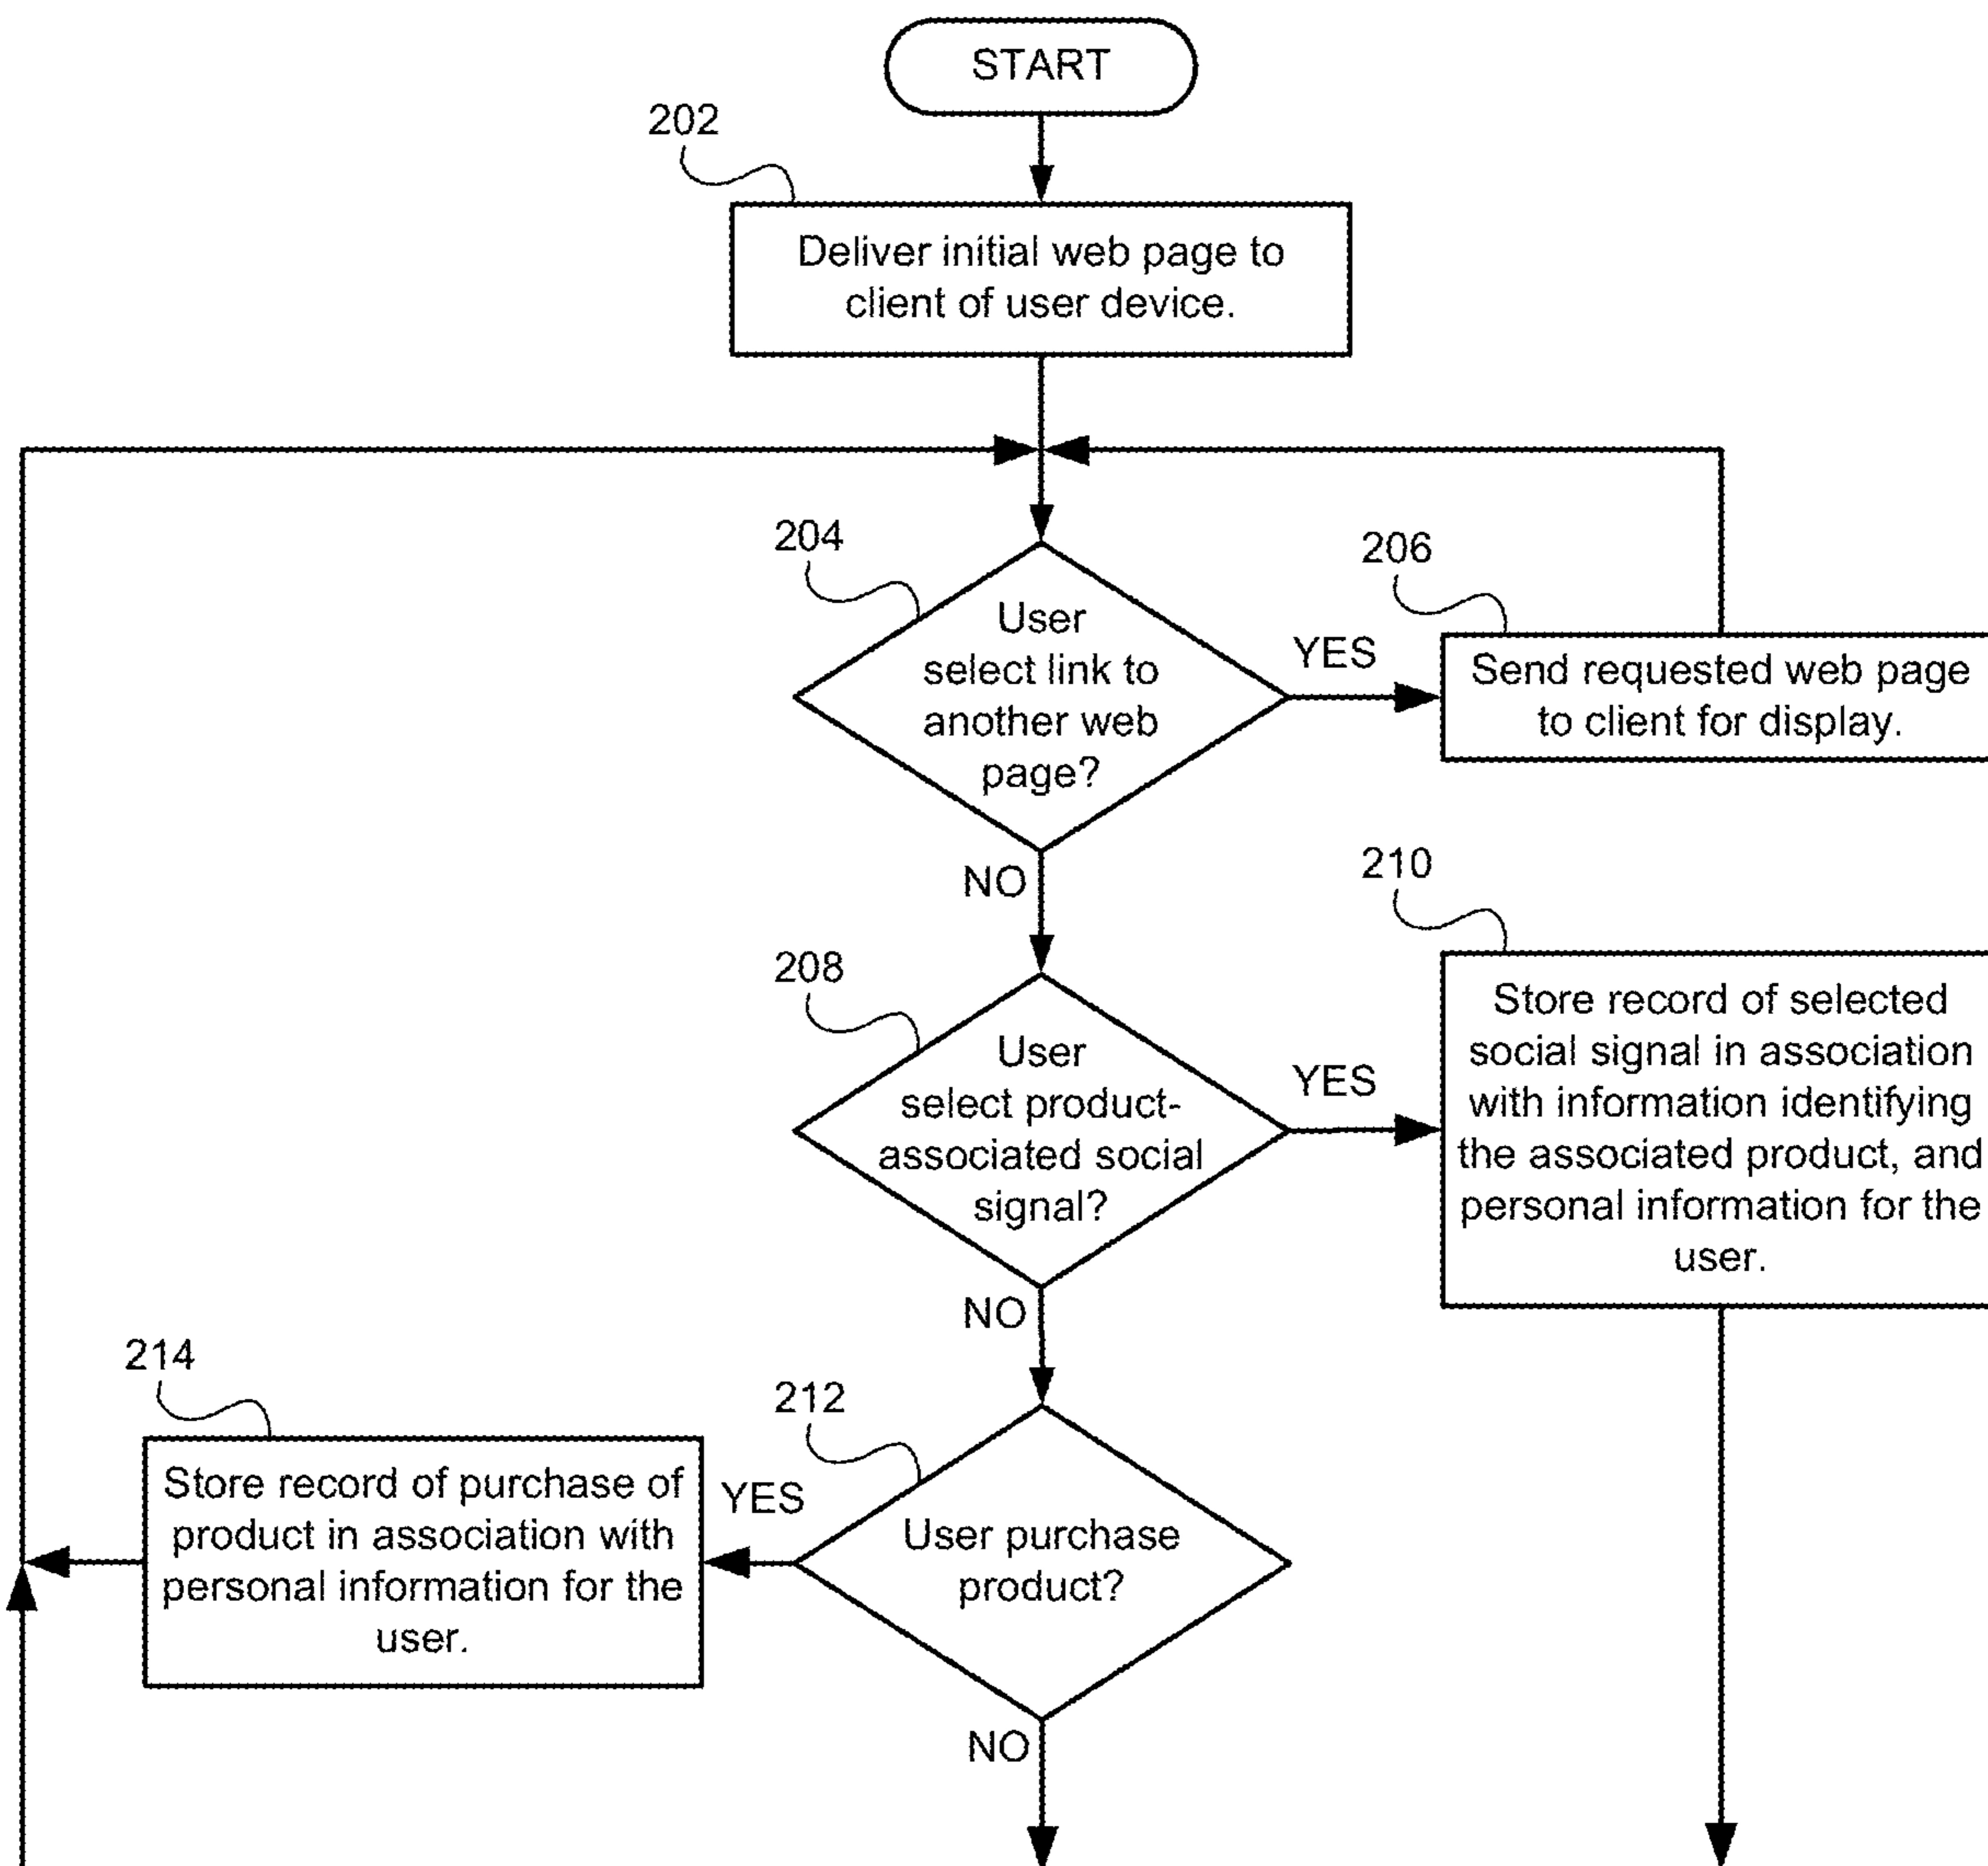 START
202
Deliver initial web page to
client of user device.
204
User
select link to
another web
page?
YES
206
Send requested web page
to client for display.
NO
208
User
select product-
associated social
signal?
YES
210
Store record of selected
social signal in association
with information identifying
the associated product, and
personal information for the
user.
NO
212
User purchase
product?
YES
214
Store record of purchase of
product in association with
personal information for the
user.
NO